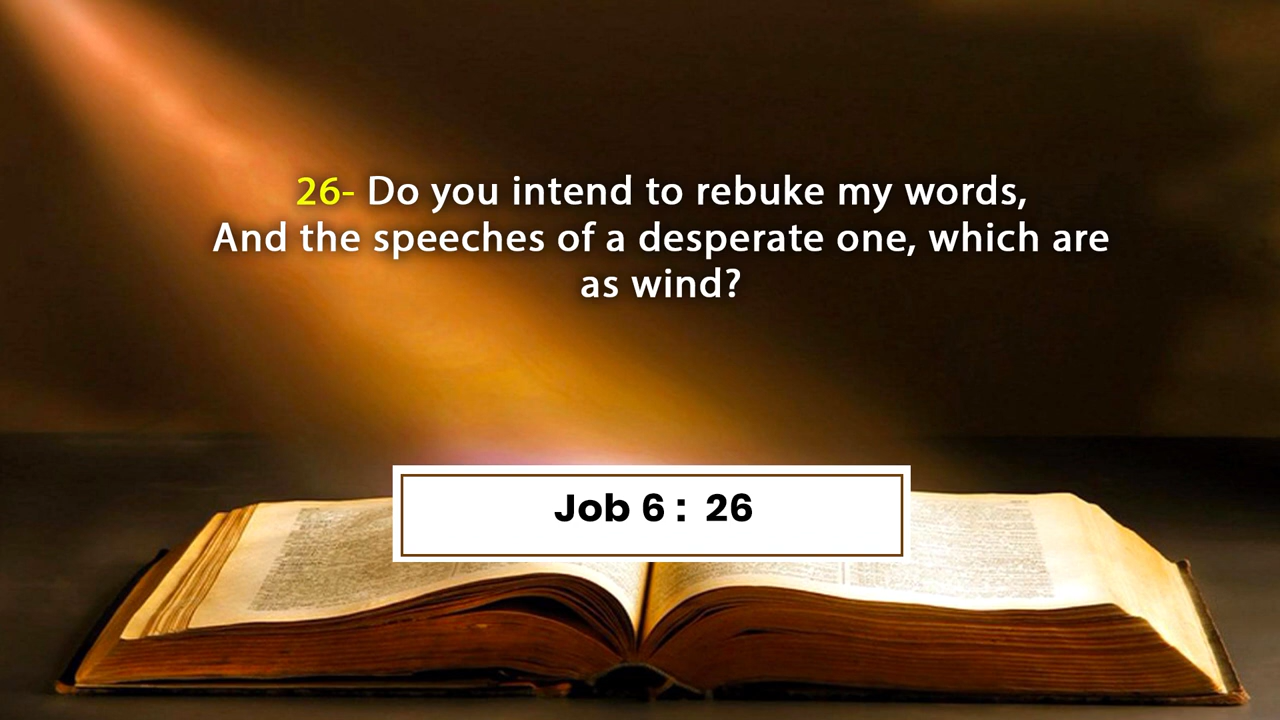 26- Do you intend to rebuke my words,
And the speeches of a desperate one, which are
as wind?
Job 6 : 26